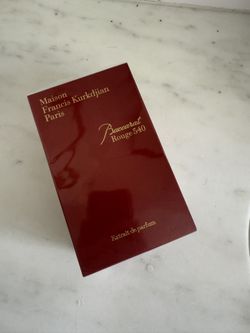 Maison
Francis Kurkdjian
Paris
Baccarat
Rouge 540
Extrait de parfum